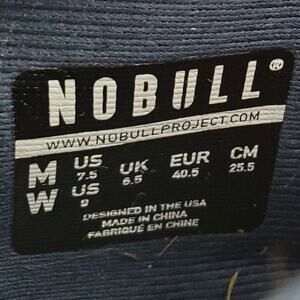 NOBULL®
WWW.NOBULLPROJECT.COM
M US 7.5 UK 6.5 EUR 40.5 CM 25.5
W US 9
DESIGNED IN THE USA
MADE IN CHINA
FABRIQUÉ EN CHINE